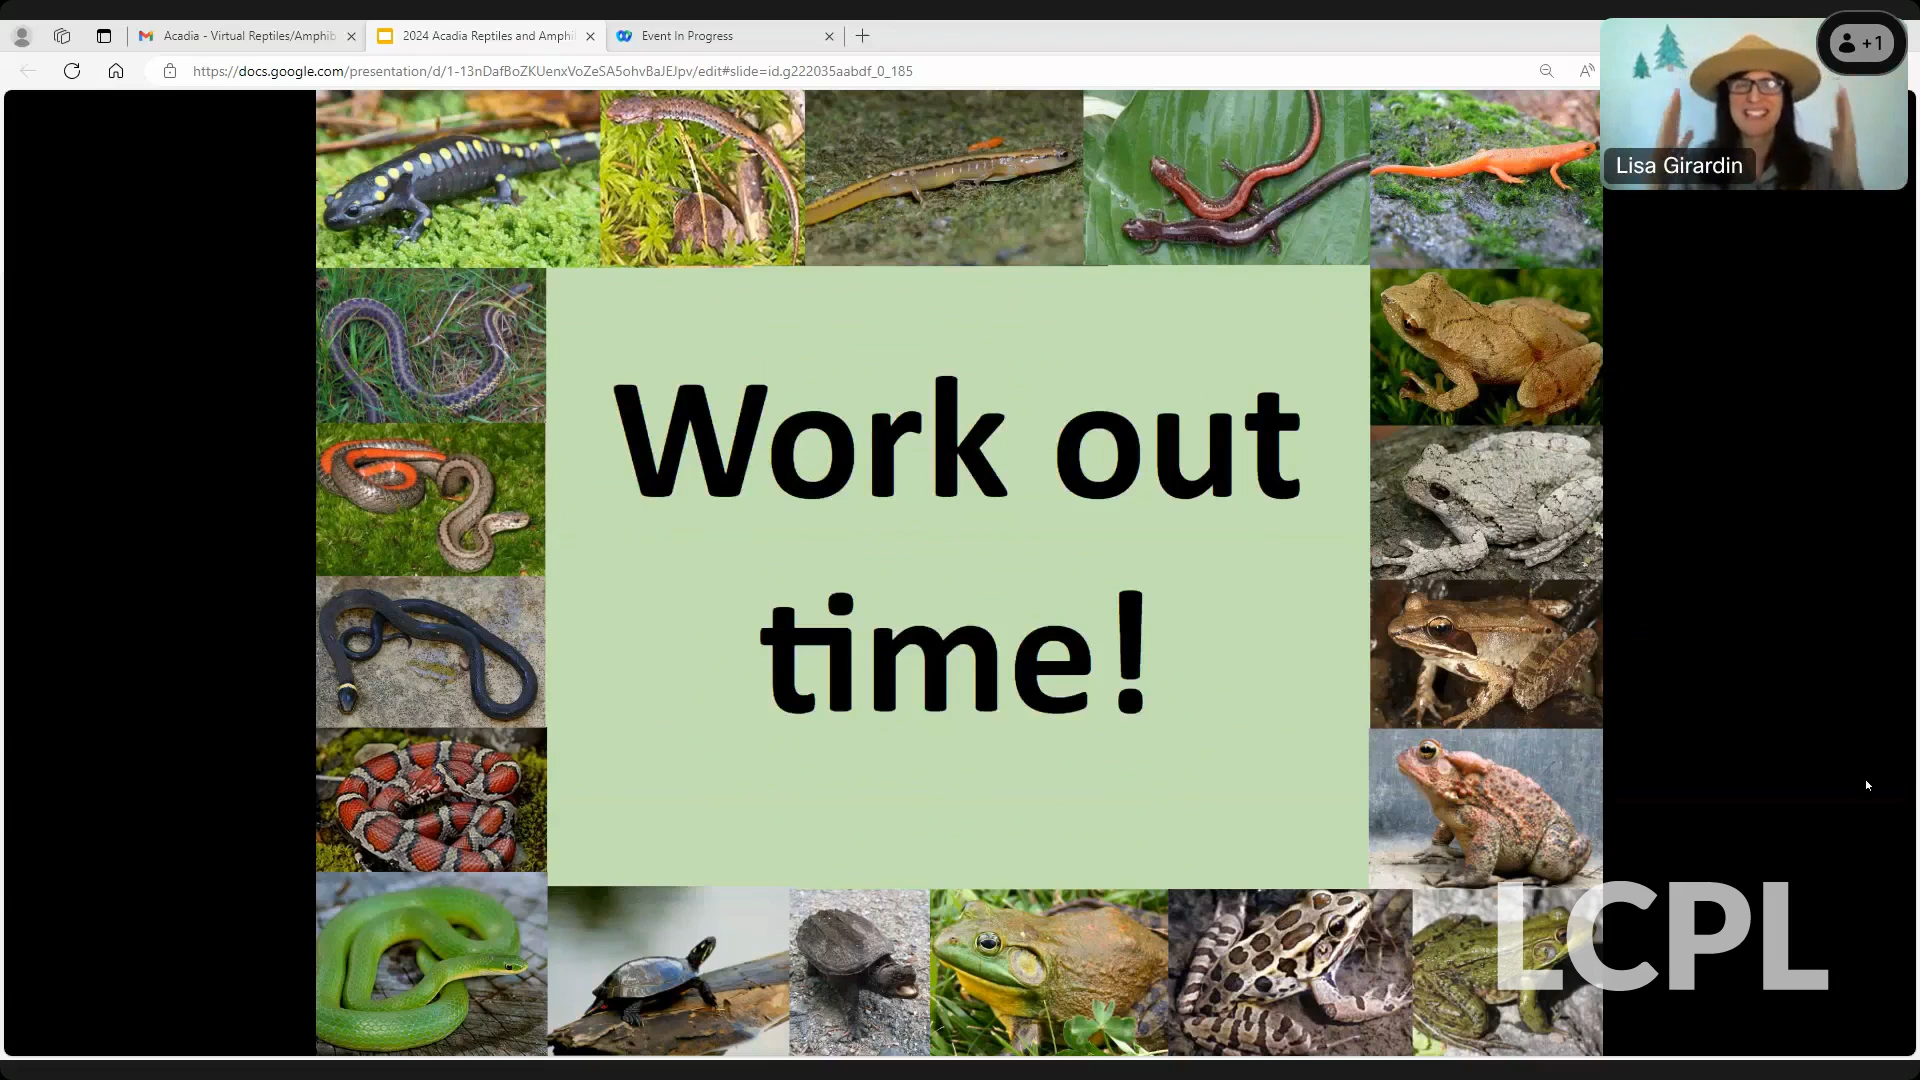 Acadia - Virtual Reptiles/Amphib
2024 Acadia Reptiles and Amphi
Event In Progress
+1
https://docs.google.com/presentation/d/1-13nDafBoZKUenxVoZeSA5ohvBaJEJpv/edit#slide=id.g222035aabdf_0_185
Lisa Girardin
Work out
time!
LCPL